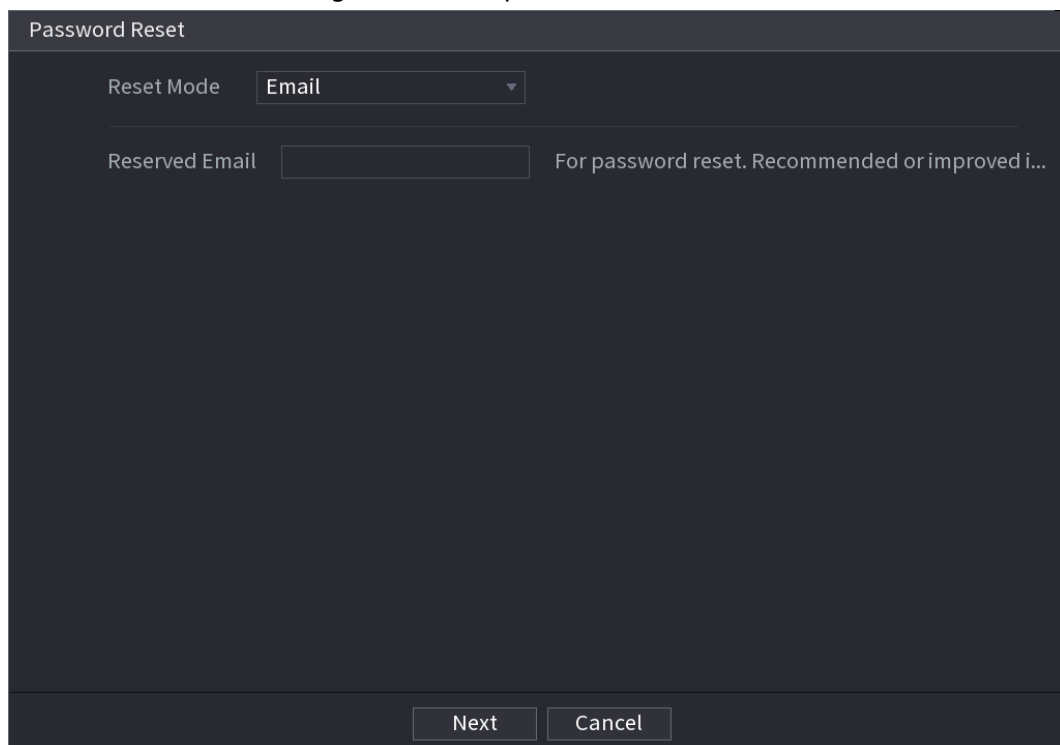 Password Reset
Reset Mode Email
Reserved Email For password reset. Recommended or improved i...
Next Cancel